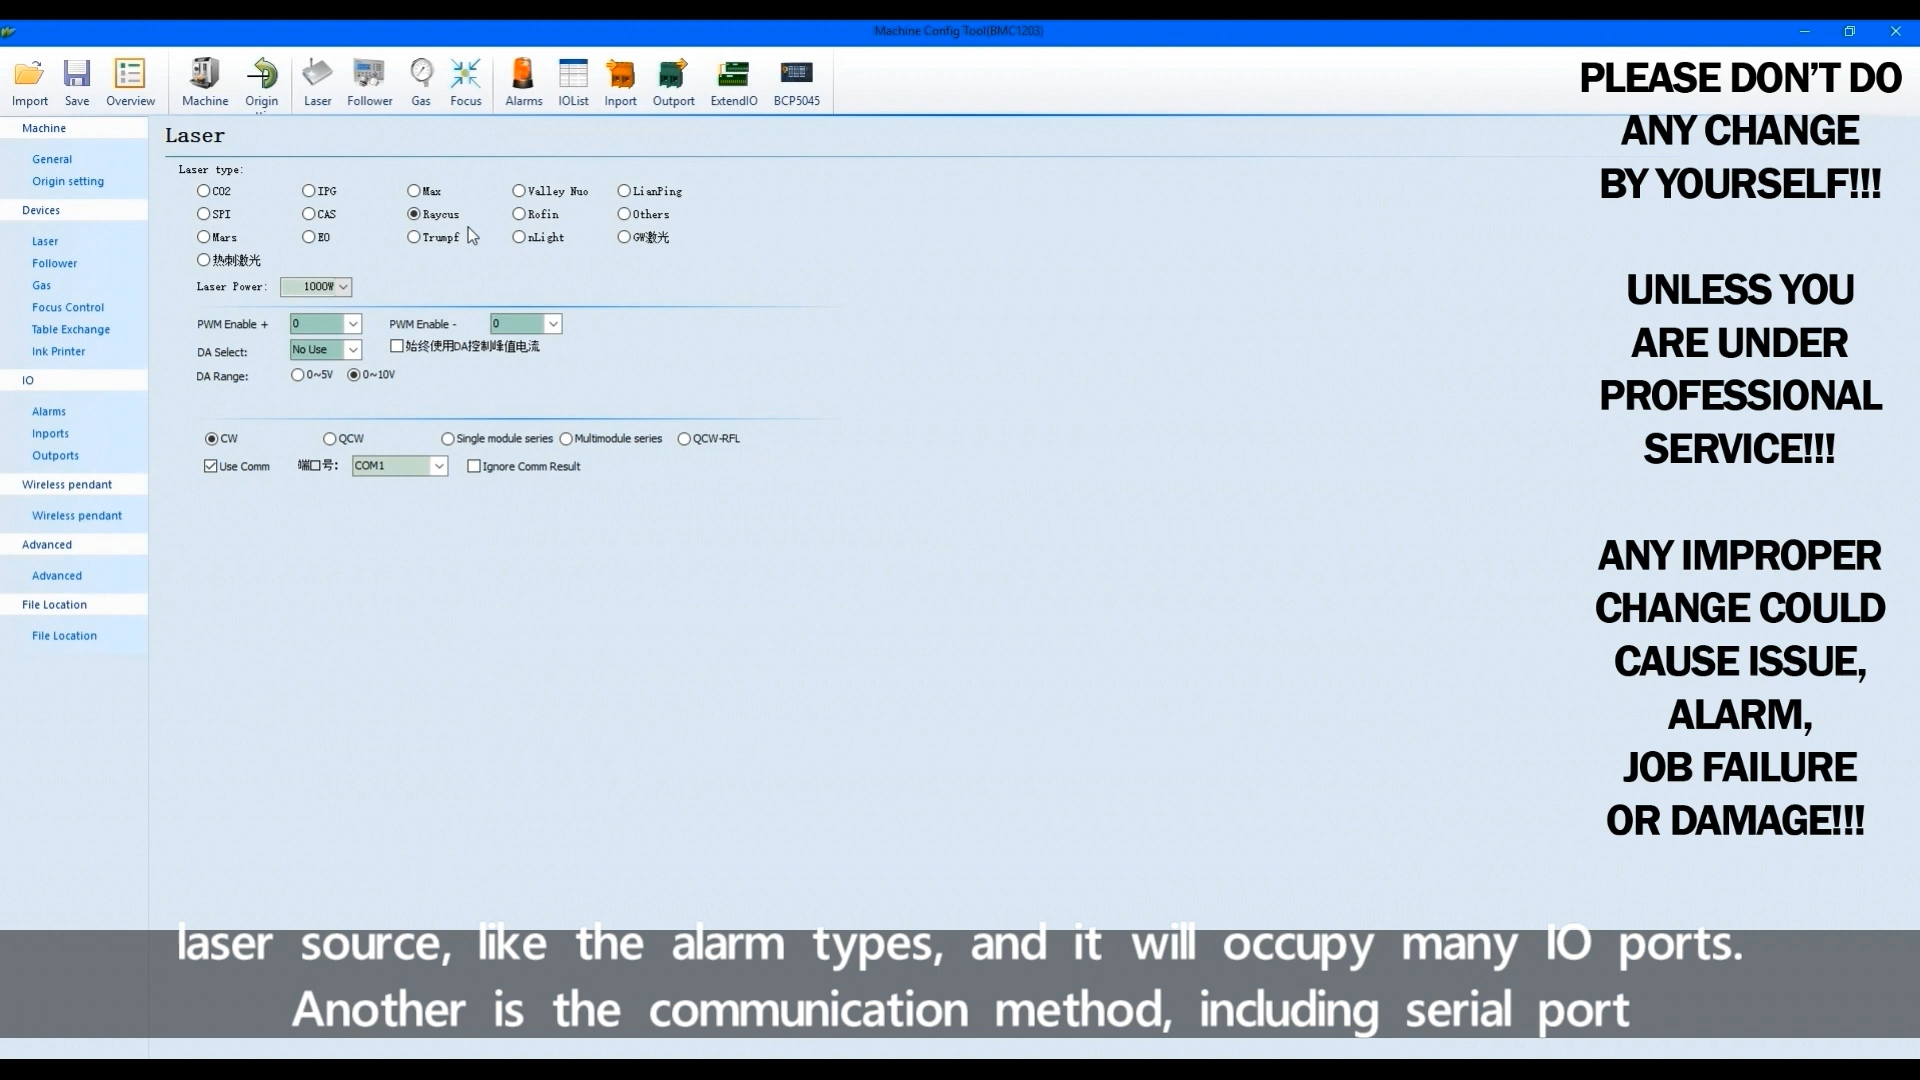 Machine Config Tool(BMC1203)
Import Save Overview Machine Origin Laser Follower Gas Focus Alarms IOList Inport Outport ExtendIO BCP5045
Machine
General
Origin setting
Devices
Laser
Follower
Gas
Focus Control
Table Exchange
Ink Printer
IO
Alarms
Inports
Outports
Wireless pendant
Wireless pendant
Advanced
Advanced
File Location
File Location
Laser
Laser type:
CO2 IPG Max Valley Nuo LianPing
SPI CAS Raycus Rofin Others
Mars EO Trumpf nLight GW激光
热刺激光
Laser Power: 1000W
PWM Enable + 0 PWM Enable - 0
DA Select: No Use 始终使用DA控制峰值电流
DA Range: 0~5V 0~10V
CW QCW Single module series Multimodule series QCW-RFL
Use Comm 端口号: COM1 Ignore Comm Result
PLEASE DON'T DO
ANY CHANGE
BY YOURSELF!!!
UNLESS YOU
ARE UNDER
PROFESSIONAL
SERVICE!!!
ANY IMPROPER
CHANGE COULD
CAUSE ISSUE,
ALARM,
JOB FAILURE
OR DAMAGE!!!
laser source, like the alarm types, and it will occupy many IO ports.
Another is the communication method, including serial port